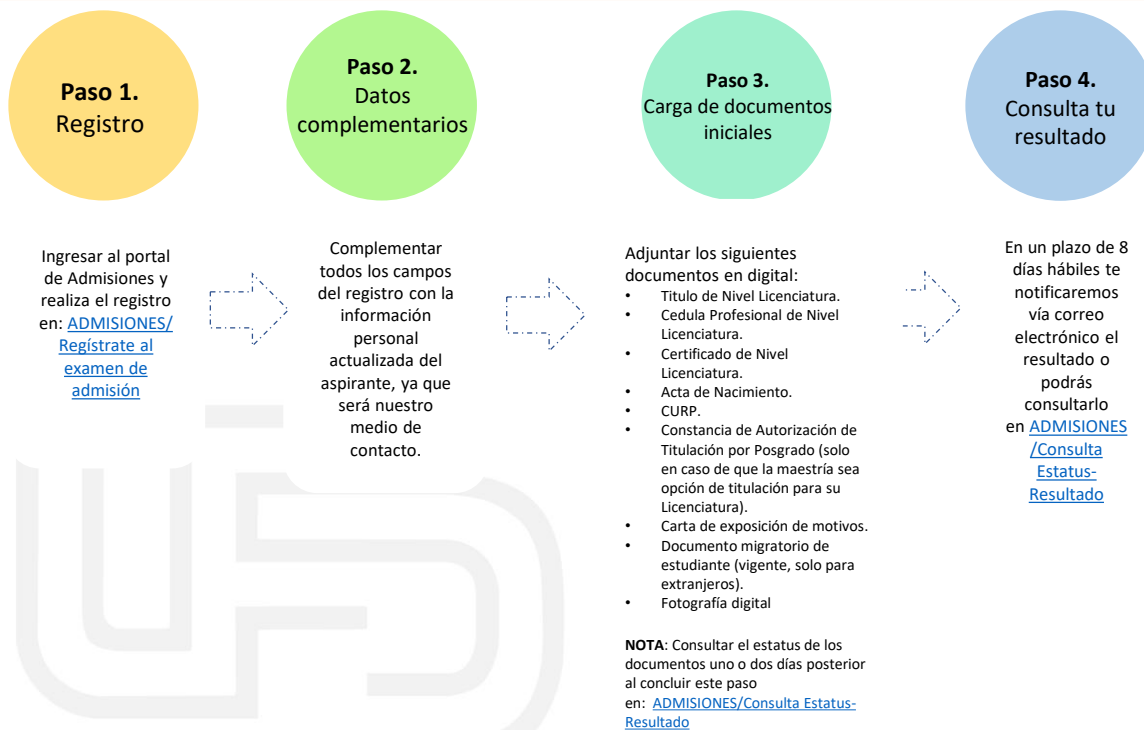 Paso 1.
Registro
Paso 2.
Datos
complementarios
Paso 3.
Carga de documentos
iniciales
Paso 4.
Consulta tu
resultado
Ingresar al portal
de Admisiones y
realiza el registro
en: ADMISIONES/
Regístrate al
examen de
admisión
Complementar
todos los campos
del registro con la
información
personal
actualizada del
aspirante, ya que
será nuestro
medio de
contacto.
Adjuntar los siguientes
documentos en digital:
• Titulo de Nivel Licenciatura.
• Cedula Profesional de Nivel
Licenciatura.
• Certificado de Nivel
Licenciatura.
• Acta de Nacimiento.
• CURP.
• Constancia de Autorización de
Titulación por Posgrado (solo
en caso de que la maestría sea
opción de titulación para su
Licenciatura).
• Carta de exposición de motivos.
• Documento migratorio de
estudiante (vigente, solo para
extranjeros).
• Fotografía digital
NOTA: Consultar el estatus de los
documentos uno o dos días posterior
al concluir este paso
en: ADMISIONES/Consulta Estatus-
Resultado
En un plazo de 8
días hábiles te
notificaremos
vía correo
electrónico el
resultado o
podrás
consultarlo
en ADMISIONES
/Consulta
Estatus-
Resultado